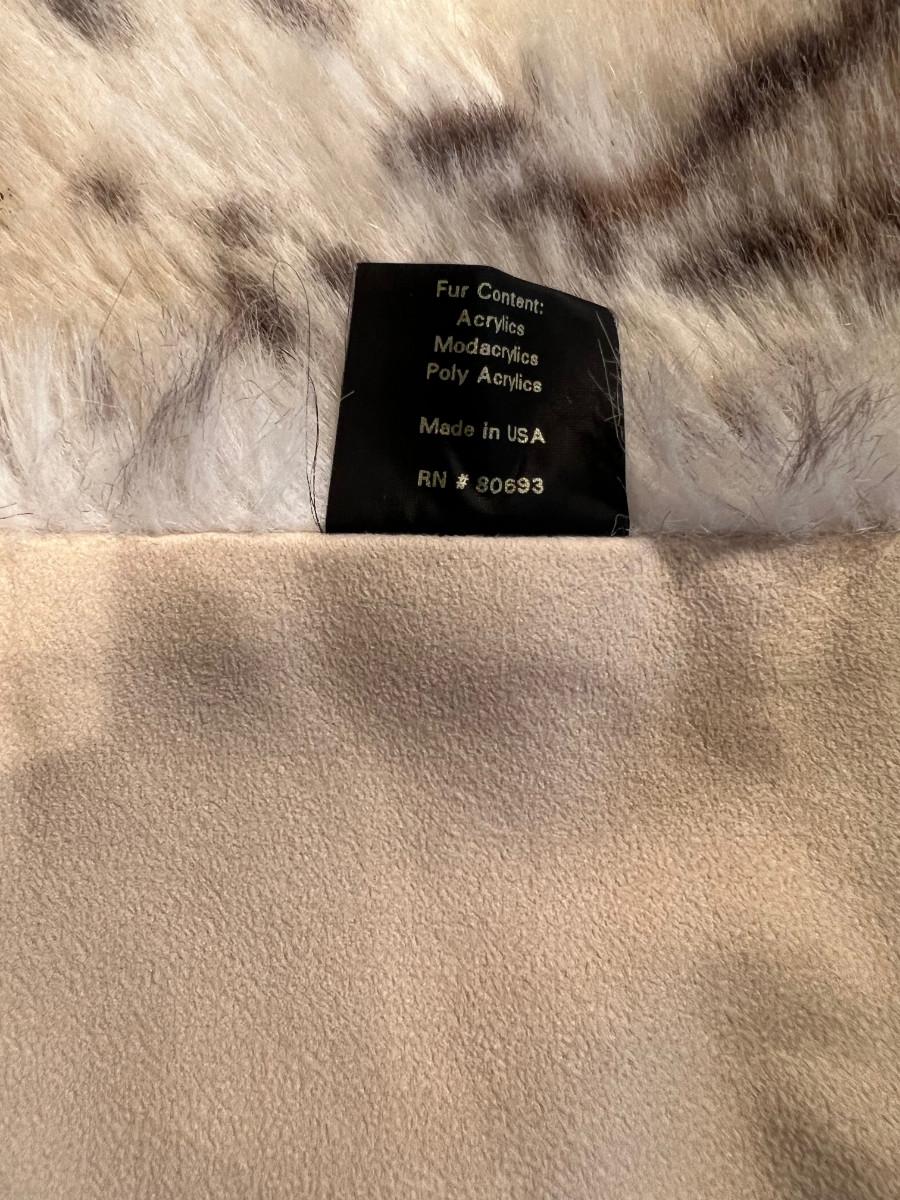 Fur Content:
Acrylics
Modacrylics
Poly Acrylics
Made in USA
RN # 80693